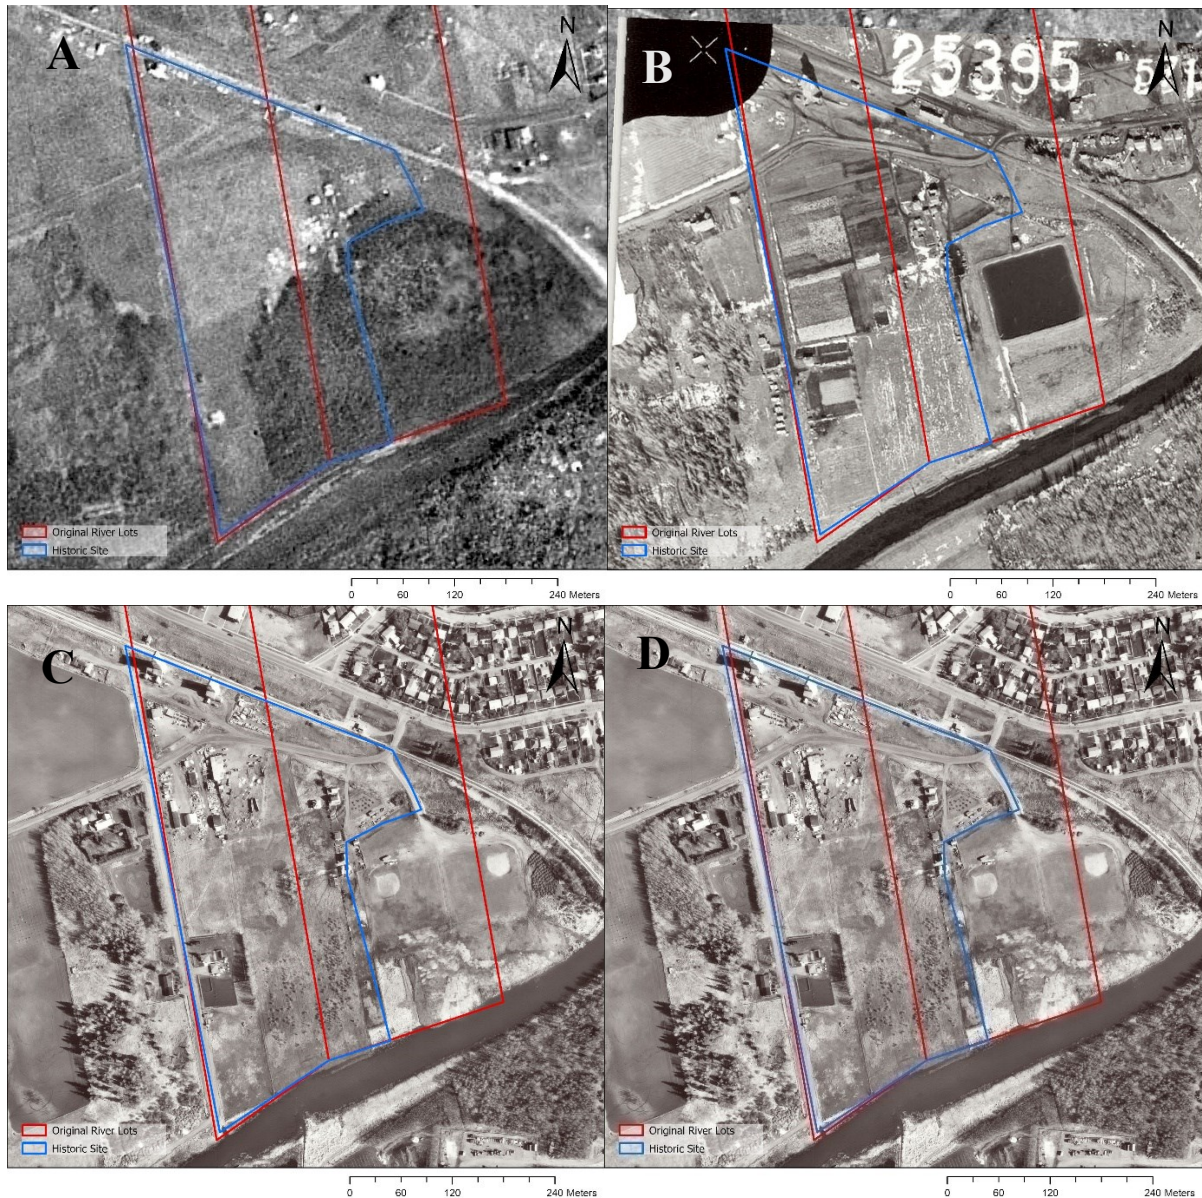 A
N
Original River Lots
Historic Site
0 60 120 240 Meters
B
25395
N
Original River Lots
Historic Site
0 60 120 240 Meters
C
N
Original River Lots
Historic Site
0 60 120 240 Meters
D
N
Original River Lots
Historic Site
0 60 120 240 Meters